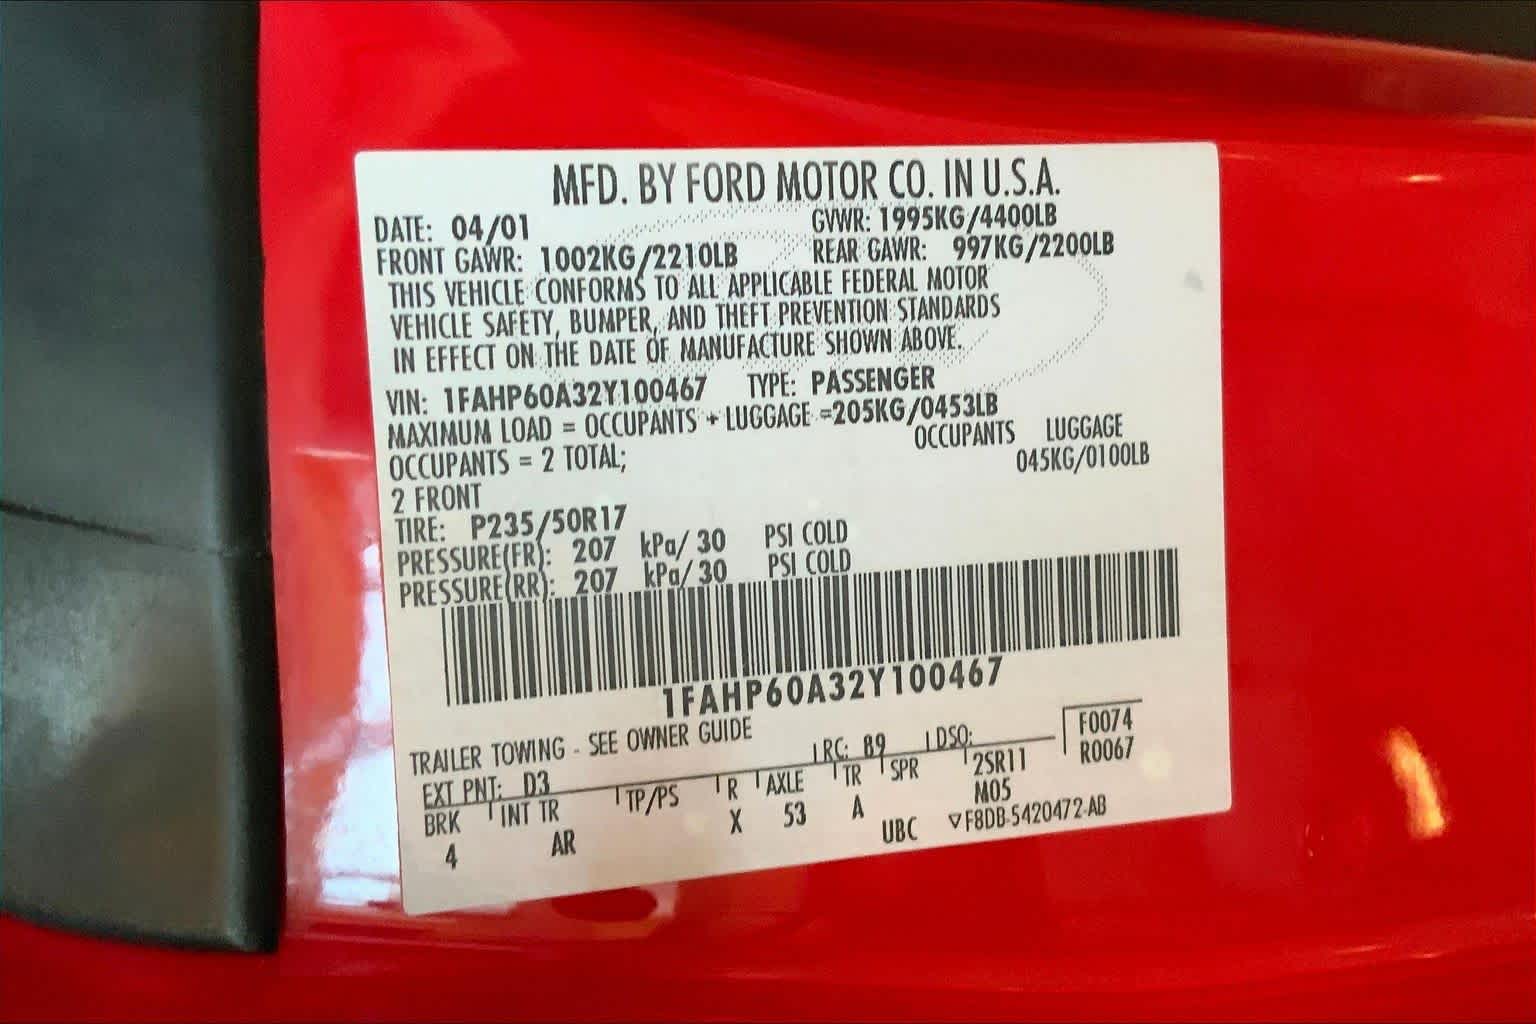 MFD. BY FORD MOTOR CO. IN U.S.A.
DATE: 04/01 GVWR: 1995KG/4400LB
FRONT GAWR: 1002KG/2210LB REAR GAWR: 997KG/2200LB
THIS VEHICLE CONFORMS TO ALL APPLICABLE FEDERAL MOTOR
VEHICLE SAFETY, BUMPER, AND THEFT PREVENTION STANDARDS
IN EFFECT ON THE DATE OF MANUFACTURE SHOWN ABOVE.
VIN: 1FAHP60A32Y100467 TYPE: PASSENGER
MAXIMUM LOAD = OCCUPANTS + LUGGAGE =205KG/0453LB
OCCUPANTS = 2 TOTAL; OCCUPANTS LUGGAGE
2 FRONT 045KG/0100LB
TIRE: P235/50R17
PRESSURE(FR): 207 kPa/ 30 PSI COLD
PRESSURE(RR): 207 kPa/ 30 PSI COLD
1FAHP60A32Y100467
TRAILER TOWING - SEE OWNER GUIDE
EXT PNT: D3 RC: 89 DSO: F0074
BRK INT TR TP/PS R AXLE TR SPR 2SR11 R0067
4 AR X 53 A M05
UBC ▽F8DB-5420472-AB